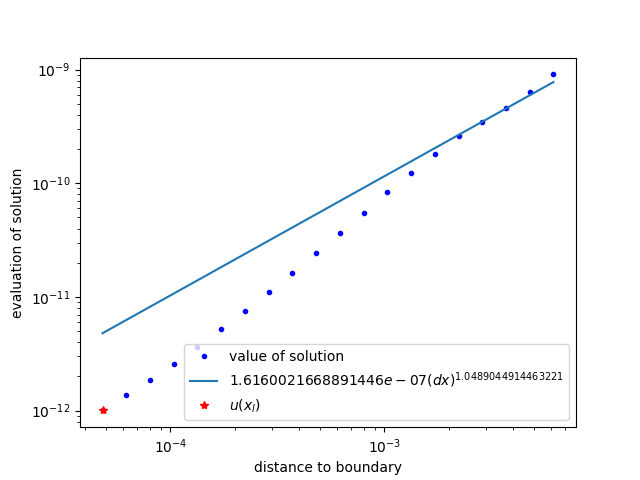 10⁻⁹
10⁻¹⁰
10⁻¹¹
10⁻¹²
evaluation of solution
value of solution
1.6160021668891446e − 07(dx)^1.0489044914463221
u(x_l)
10⁻⁴
10⁻³
distance to boundary